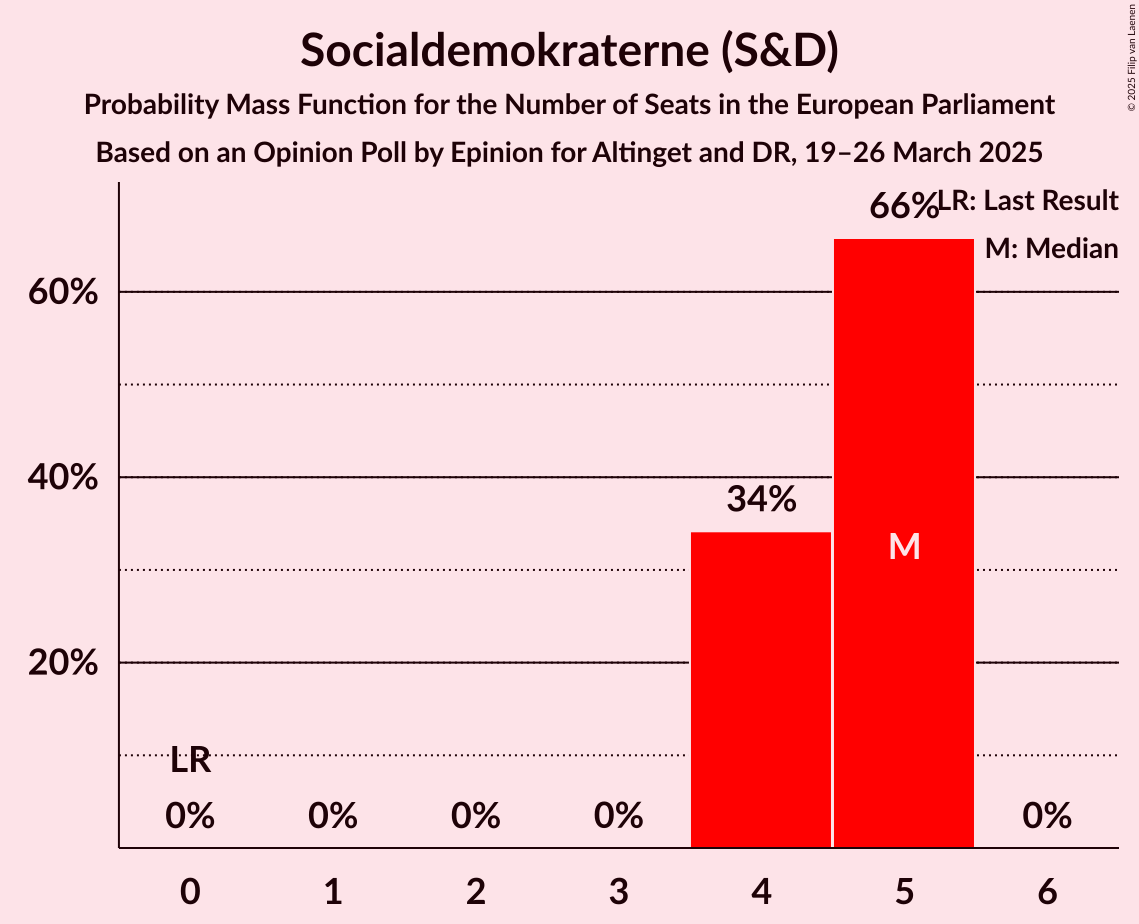 Socialdemokraterne (S&D)
Probability Mass Function for the Number of Seats in the European Parliament
Based on an Opinion Poll by Epinion for Altinget and DR, 19–26 March 2025
© 2025 Filip van Laenen
LR: Last Result
M: Median
66%
60%
40%
34%
M
20%
LR
0% 0% 0% 0% 0%
0 1 2 3 4 5 6